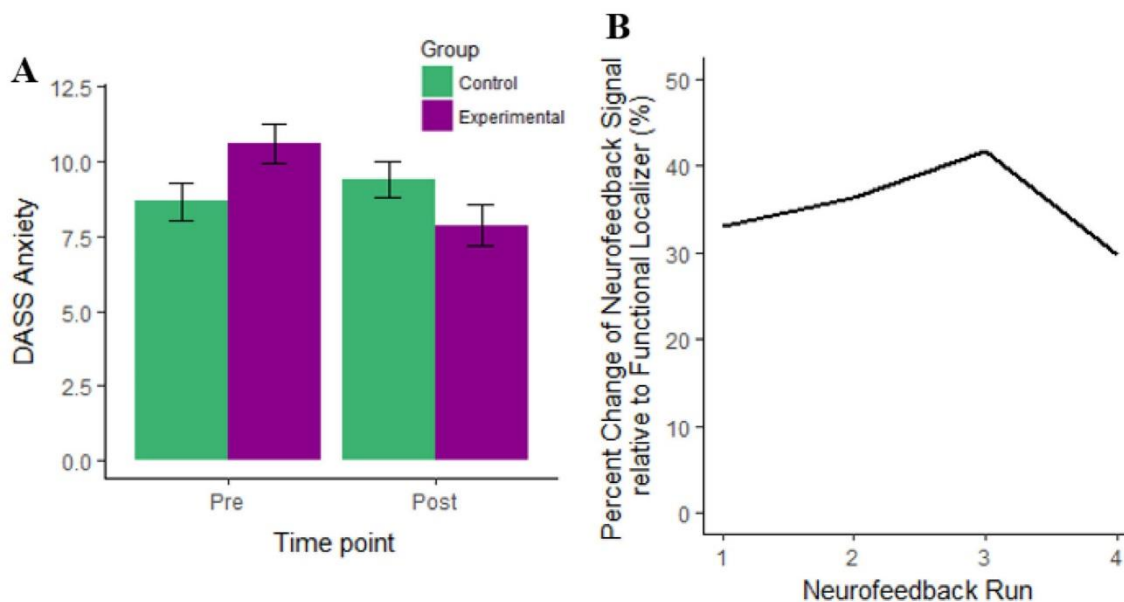 A
Group
Control
Experimental
12.5
10.0
7.5
5.0
2.5
0.0
DASS Anxiety
Pre
Post
Time point
B
Percent Change of Neurofeedback Signal
relative to Functional Localizer (%)
50
40
30
20
10
0
1
2
3
4
Neurofeedback Run